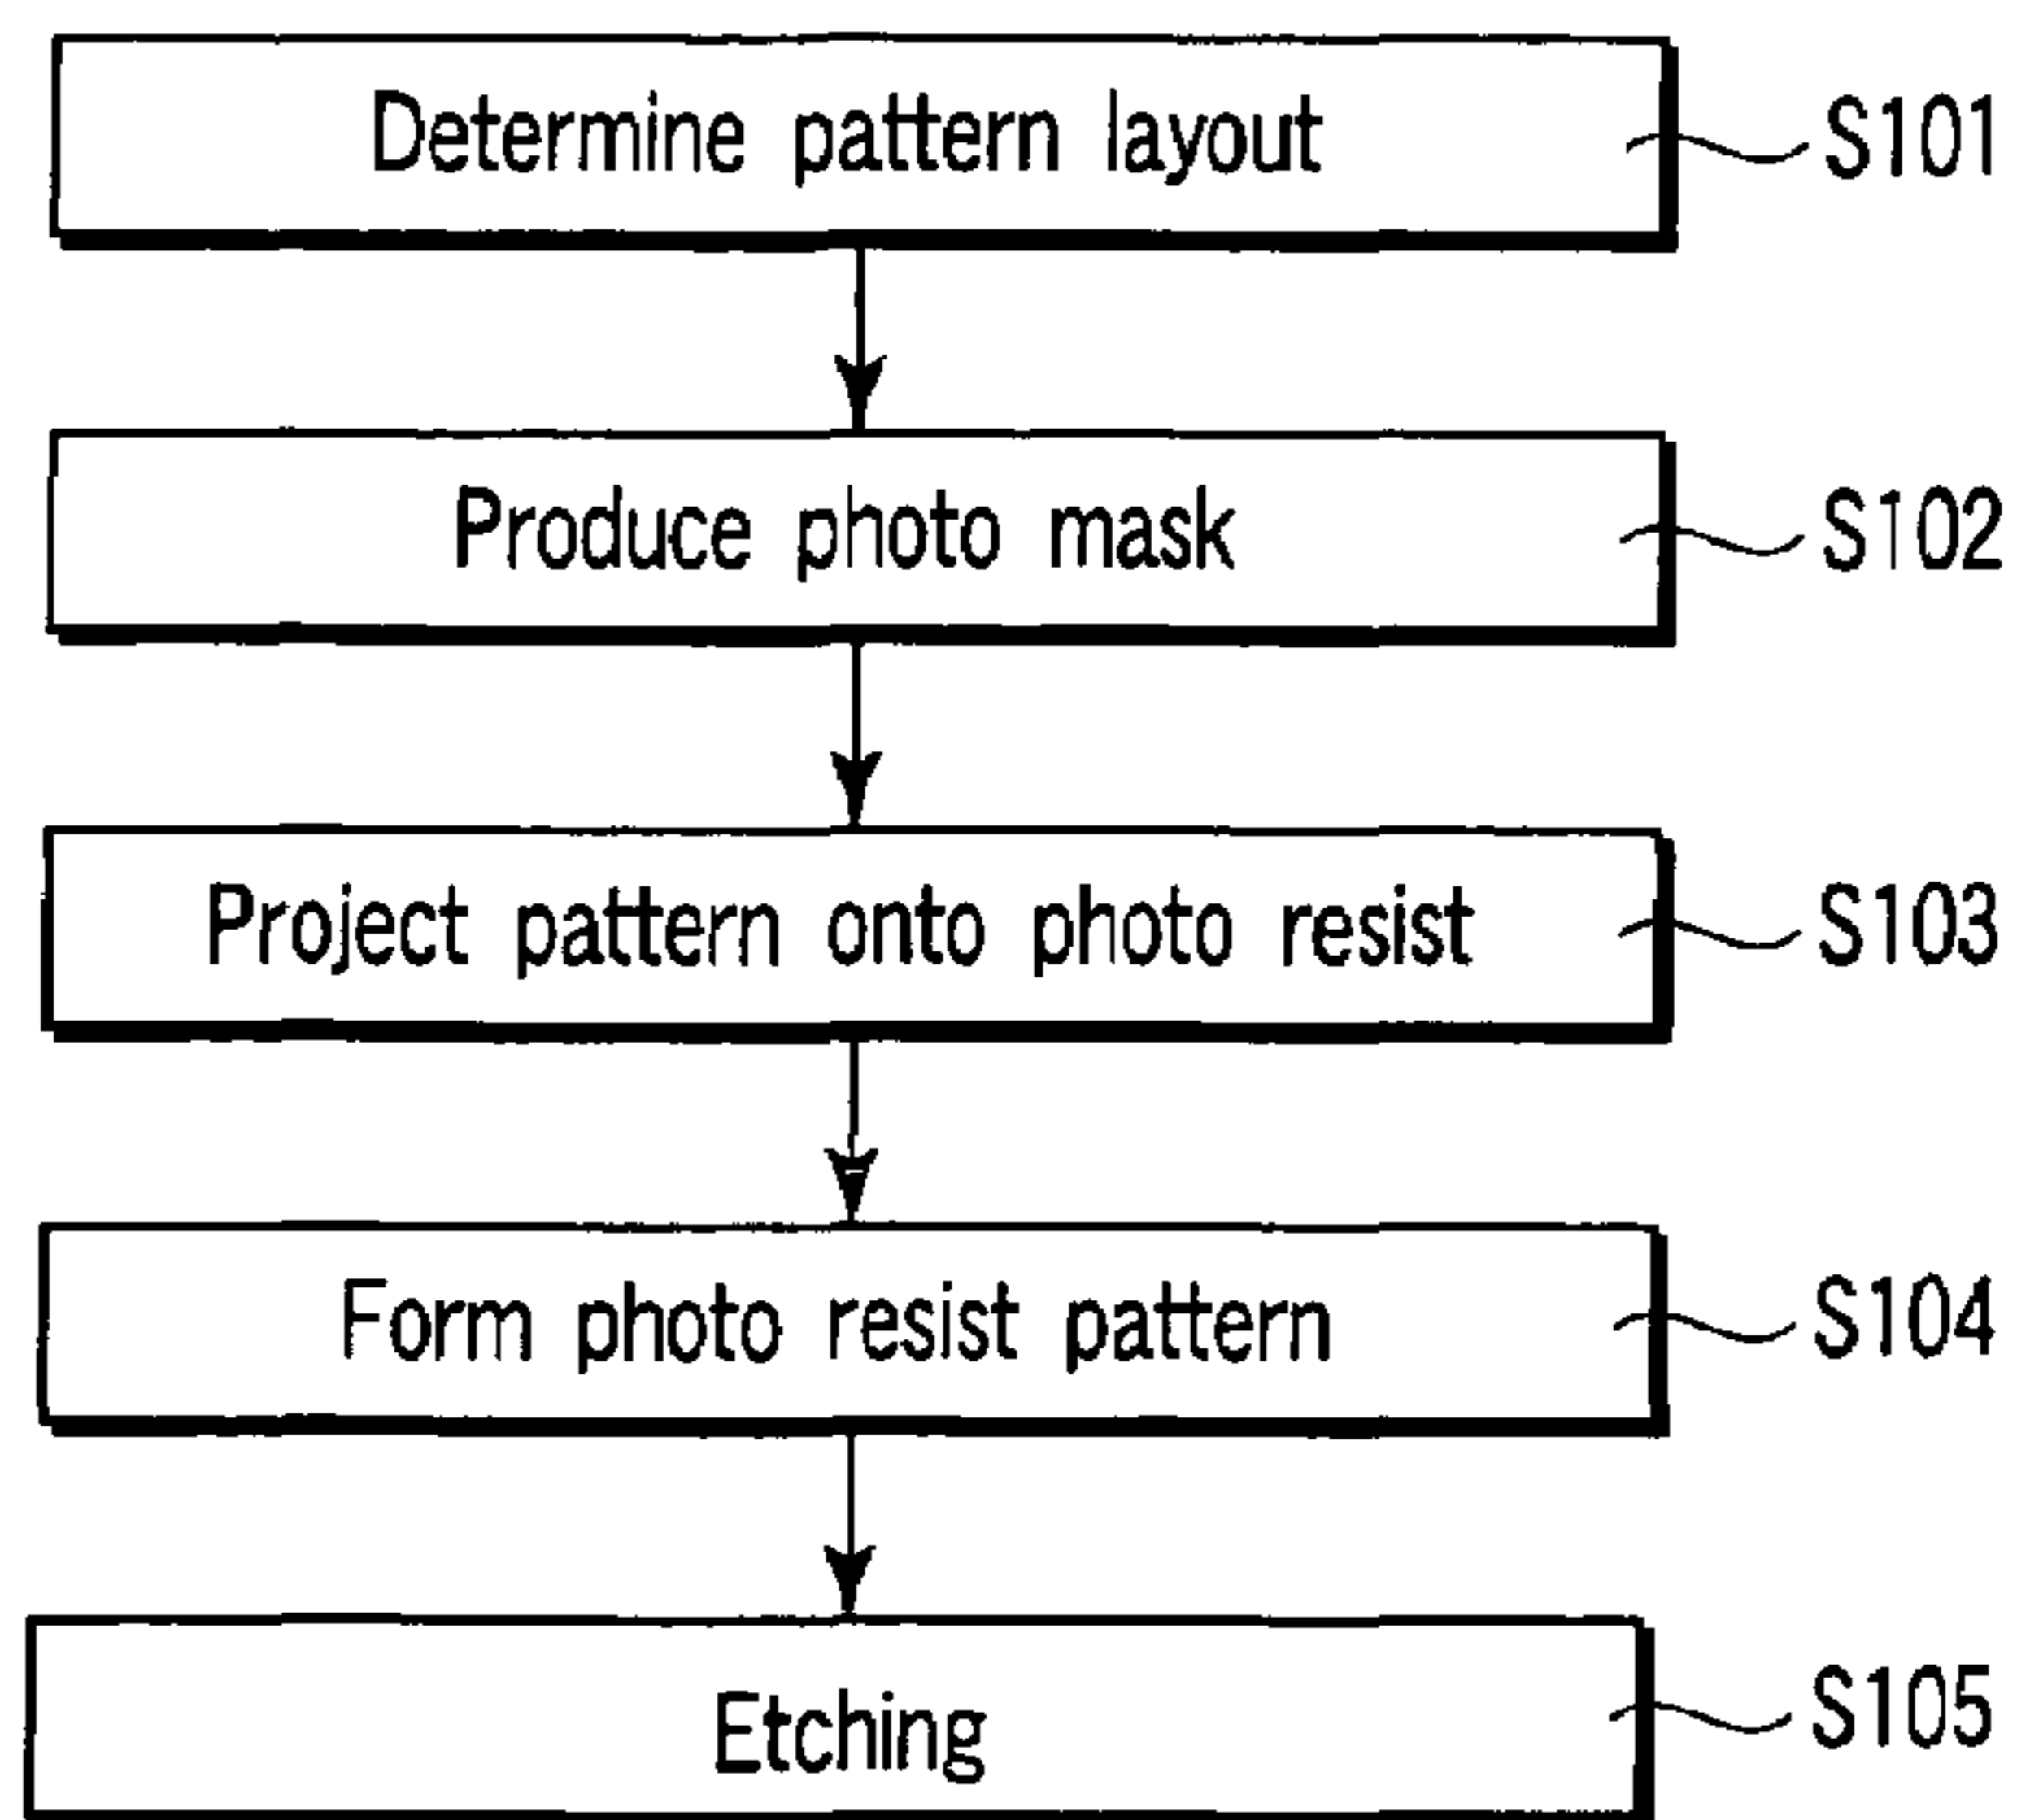 Determine pattern layout S101
Produce photo mask S102
Project pattern onto photo resist S103
Form photo resist pattern S104
Etching S105